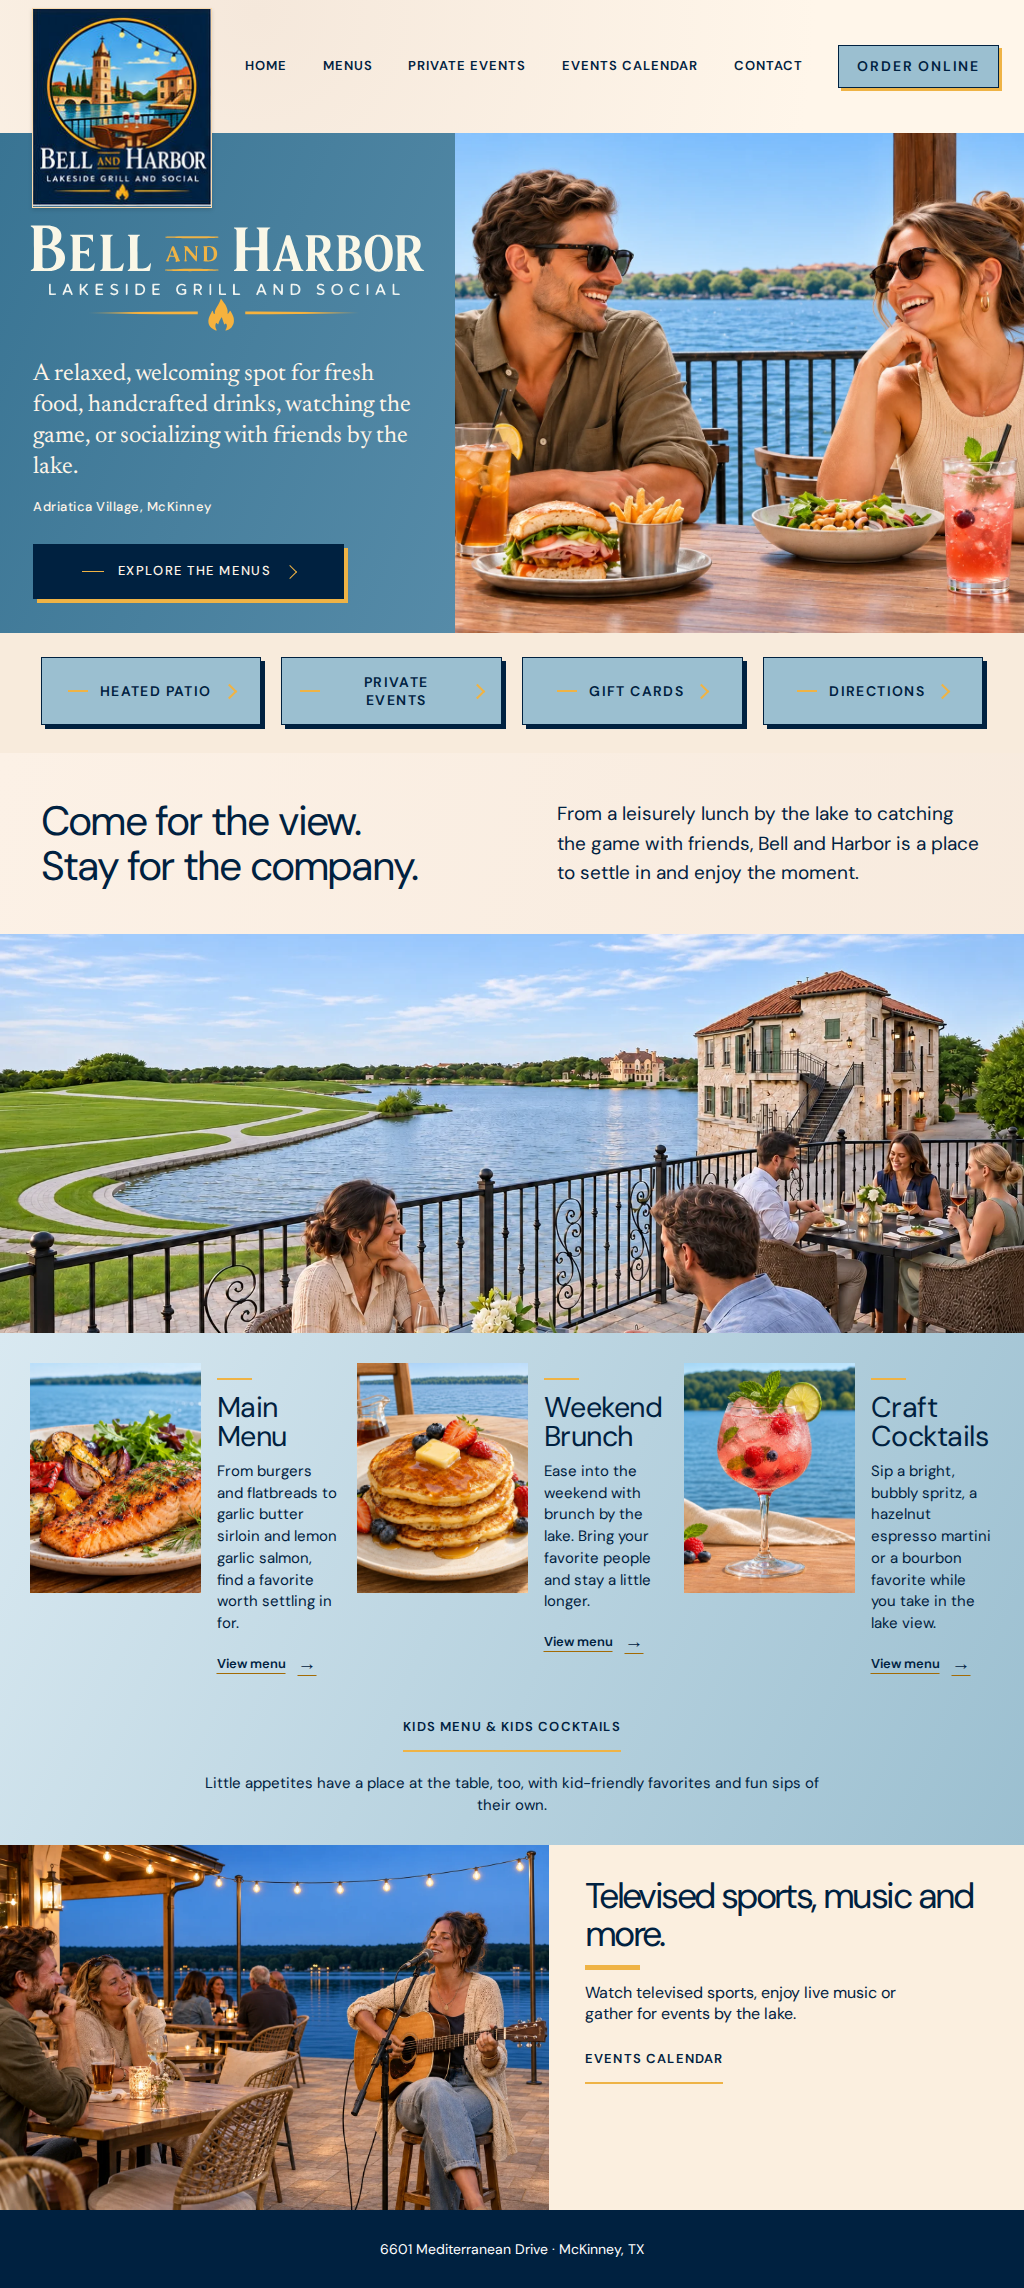 BELL AND HARBOR
LAKESIDE GRILL AND SOCIAL
HOME
MENUS
PRIVATE EVENTS
EVENTS CALENDAR
CONTACT
ORDER ONLINE
BELL AND HARBOR
LAKESIDE GRILL AND SOCIAL
A relaxed, welcoming spot for fresh
food, handcrafted drinks, watching the
game, or socializing with friends by the
lake.
Adriatica Village, McKinney
EXPLORE THE MENUS
HEATED PATIO
PRIVATE
EVENTS
GIFT CARDS
DIRECTIONS
Come for the view.
Stay for the company.
From a leisurely lunch by the lake to catching
the game with friends, Bell and Harbor is a place
to settle in and enjoy the moment.
Main
Menu
From burgers
and flatbreads to
garlic butter
sirloin and lemon
garlic salmon,
find a favorite
worth settling in
for.
View menu →
Weekend
Brunch
Ease into the
weekend with
brunch by the
lake. Bring your
favorite people
and stay a little
longer.
View menu →
Craft
Cocktails
Sip a bright,
bubbly spritz, a
hazelnut
espresso martini
or a bourbon
favorite while
you take in the
lake view.
View menu →
KIDS MENU & KIDS COCKTAILS
Little appetites have a place at the table, too, with kid-friendly favorites and fun sips of
their own.
Televised sports, music and
more.
Watch televised sports, enjoy live music or
gather for events by the lake.
EVENTS CALENDAR
6601 Mediterranean Drive · McKinney, TX